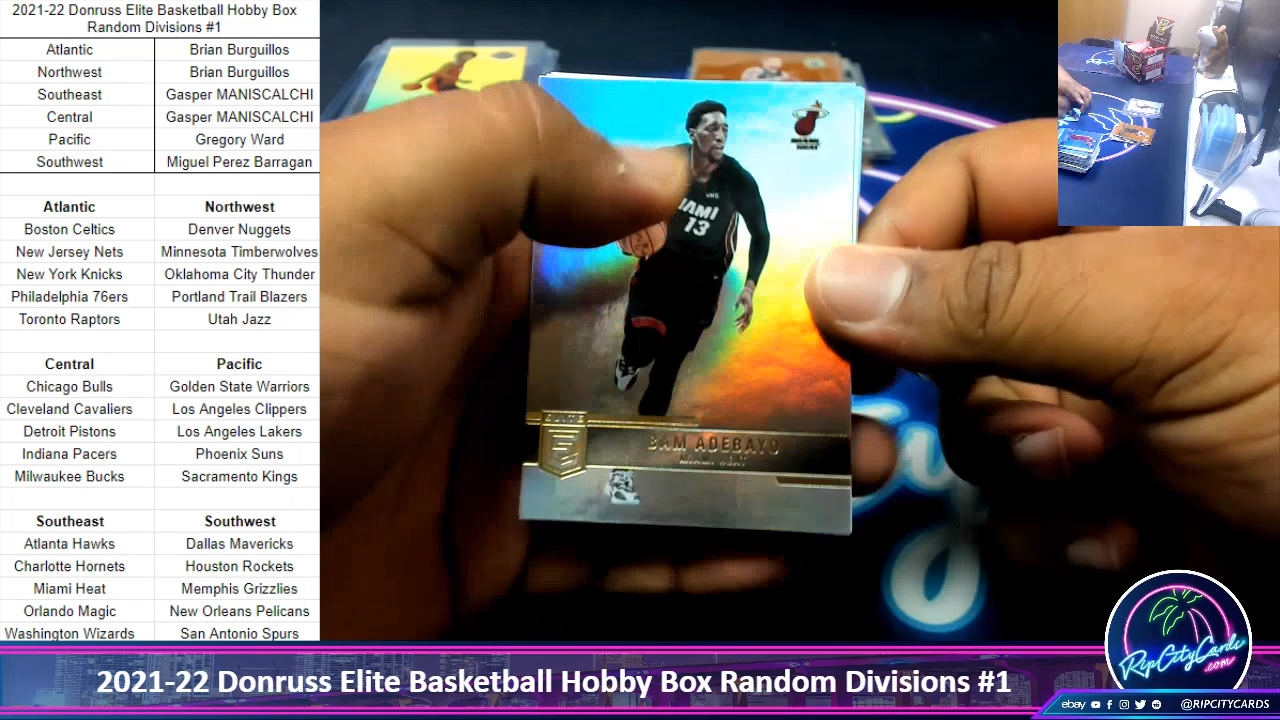 2021-22 Donruss Elite Basketball Hobby Box
Random Divisions #1
Atlantic Brian Burguillos
Northwest Brian Burguillos
Southeast Gasper MANISCALCHI
Central Gasper MANISCALCHI
Pacific Gregory Ward
Southwest Miguel Perez Barragan
Atlantic Northwest
Boston Celtics Denver Nuggets
New Jersey Nets Minnesota Timberwolves
New York Knicks Oklahoma City Thunder
Philadelphia 76ers Portland Trail Blazers
Toronto Raptors Utah Jazz
Central Pacific
Chicago Bulls Golden State Warriors
Cleveland Cavaliers Los Angeles Clippers
Detroit Pistons Los Angeles Lakers
Indiana Pacers Phoenix Suns
Milwaukee Bucks Sacramento Kings
Southeast Southwest
Atlanta Hawks Dallas Mavericks
Charlotte Hornets Houston Rockets
Miami Heat Memphis Grizzlies
Orlando Magic New Orleans Pelicans
Washington Wizards San Antonio Spurs
13
ELITE
BAM ADEBAYO
MIAMI HEAT
RipCityCards
.com
2021-22 Donruss Elite Basketball Hobby Box Random Divisions #1
ebay @RIPCITYCARDS